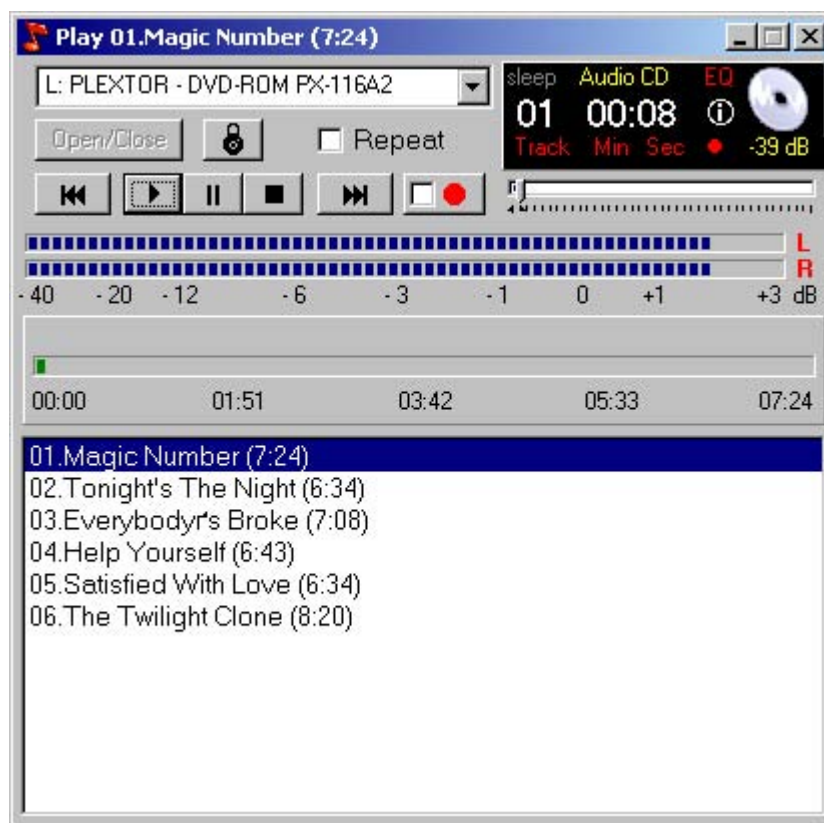 Play 01.Magic Number (7:24)
L: PLEXTOR - DVD-ROM PX-116A2
sleep Audio CD EQ
01 00:08
Track Min Sec -39 dB
Open/Close Repeat
L
R
-40 -20 -12 -6 -3 -1 0 +1 +3 dB
00:00 01:51 03:42 05:33 07:24
01.Magic Number (7:24)
02.Tonight's The Night (6:34)
03.Everybodyr's Broke (7:08)
04.Help Yourself (6:43)
05.Satisfied With Love (6:34)
06.The Twilight Clone (8:20)